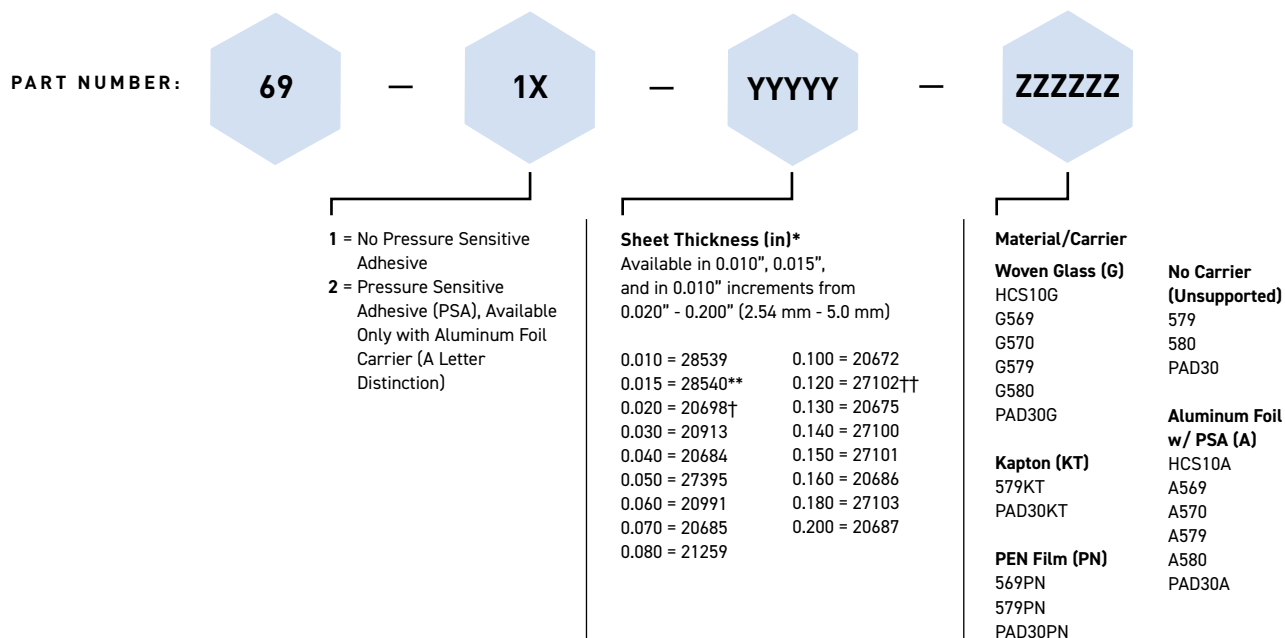 PART NUMBER:
69 — 1X — YYYYY — ZZZZZZ
1 = No Pressure Sensitive
Adhesive
2 = Pressure Sensitive
Adhesive (PSA), Available
Only with Aluminum Foil
Carrier (A Letter
Distinction)
Sheet Thickness (in)*
Available in 0.010”, 0.015”,
and in 0.010” increments from
0.020” - 0.200” (2.54 mm - 5.0 mm)
0.010 = 28539
0.015 = 28540**
0.020 = 20698†
0.030 = 20913
0.040 = 20684
0.050 = 27395
0.060 = 20991
0.070 = 20685
0.080 = 21259
0.100 = 20672
0.120 = 27102††
0.130 = 20675
0.140 = 27100
0.150 = 27101
0.160 = 20686
0.180 = 27103
0.200 = 20687
Material/Carrier
Woven Glass (G)
HCS10G
G569
G570
G579
G580
PAD30G
Kapton (KT)
579KT
PAD30KT
PEN Film (PN)
569PN
579PN
PAD30PN
No Carrier
(Unsupported)
579
580
PAD30
Aluminum Foil
w/ PSA (A)
HCS10A
A569
A570
A579
A580
PAD30A